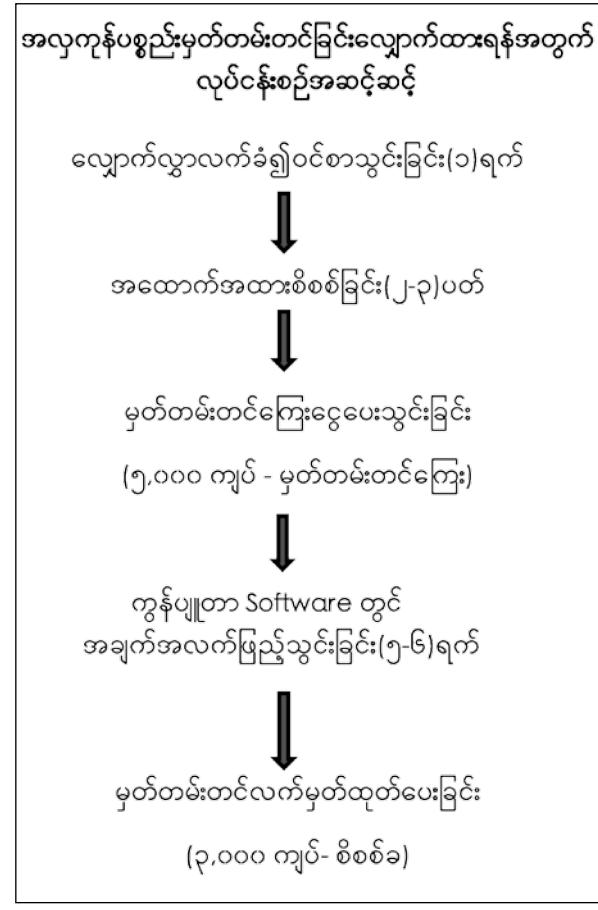 အလှကုန်ပစ္စည်းမှတ်တမ်းတင်ခြင်းလျှောက်ထားရန်အတွက်
လုပ်ငန်းစဉ်အဆင့်ဆင့်
လျှောက်လွှာလက်ခံ၍ဝင်စာသွင်းခြင်း(၁)ရက်
အထောက်အထားစိစစ်ခြင်း(၂-၃)ပတ်
မှတ်တမ်းတင်ကြေးငွေပေးသွင်းခြင်း
(၅,၀၀၀ ကျပ် - မှတ်တမ်းတင်ကြေး)
ကွန်ပျူတာ Software တွင်
အချက်အလက်ဖြည့်သွင်းခြင်း(၅-၆)ရက်
မှတ်တမ်းတင်လက်မှတ်ထုတ်ပေးခြင်း
(၃,၀၀၀ ကျပ်- စိစစ်ခ)